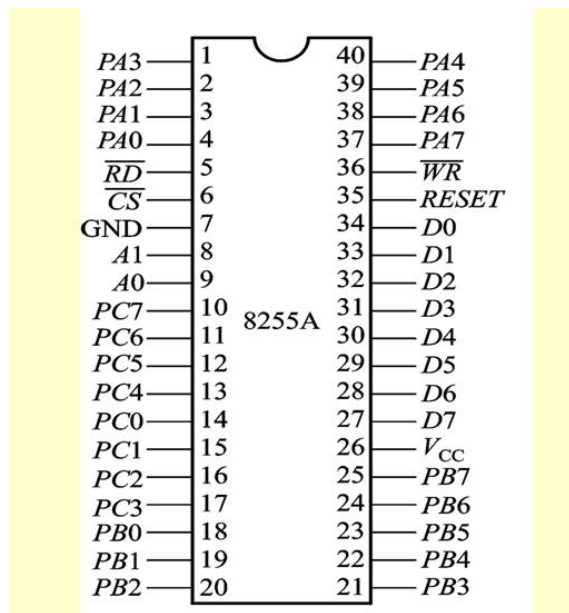 PA3 1 40 PA4
PA2 2 39 PA5
PA1 3 38 PA6
PA0 4 37 PA7
RD 5 36 WR
CS 6 35 RESET
GND 7 34 D0
A1 8 33 D1
A0 9 32 D2
PC7 10 8255A 31 D3
PC6 11 30 D4
PC5 12 29 D5
PC4 13 28 D6
PC0 14 27 D7
PC1 15 26 VCC
PC2 16 25 PB7
PC3 17 24 PB6
PB0 18 23 PB5
PB1 19 22 PB4
PB2 20 21 PB3